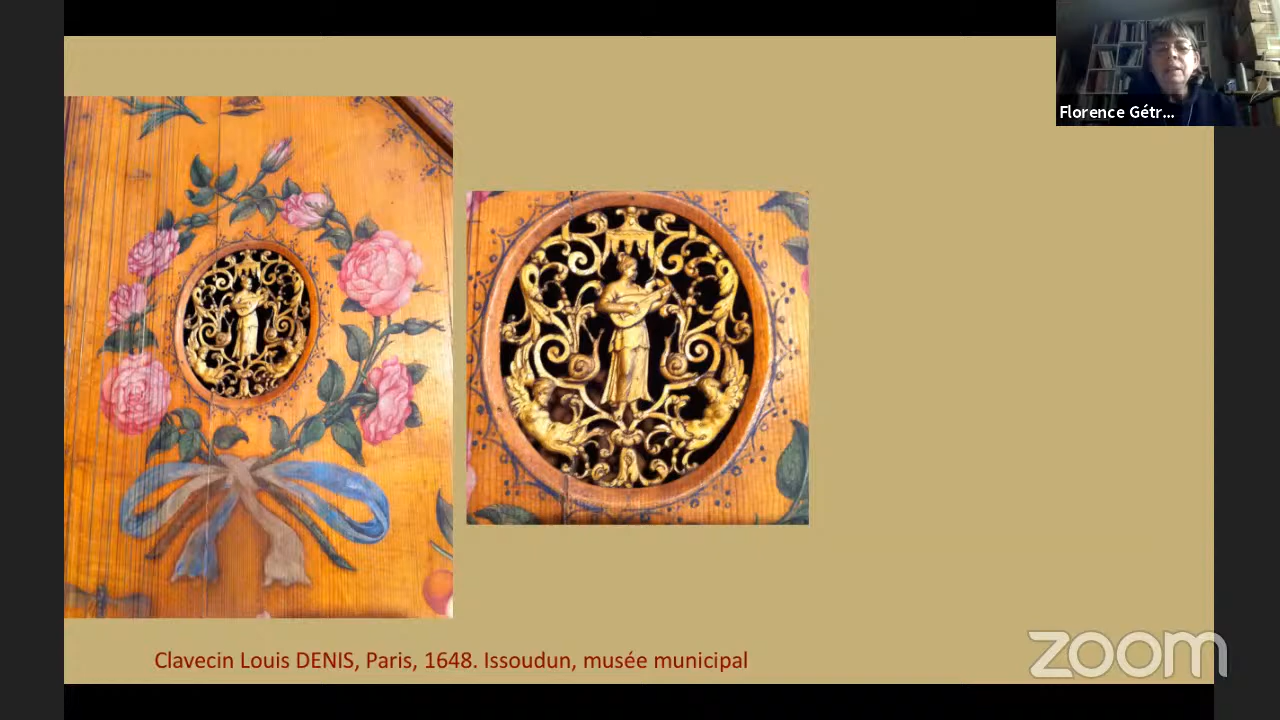 Florence Gétr...
Clavecin Louis DENIS, Paris, 1648. Issoudun, musée municipal
zoom